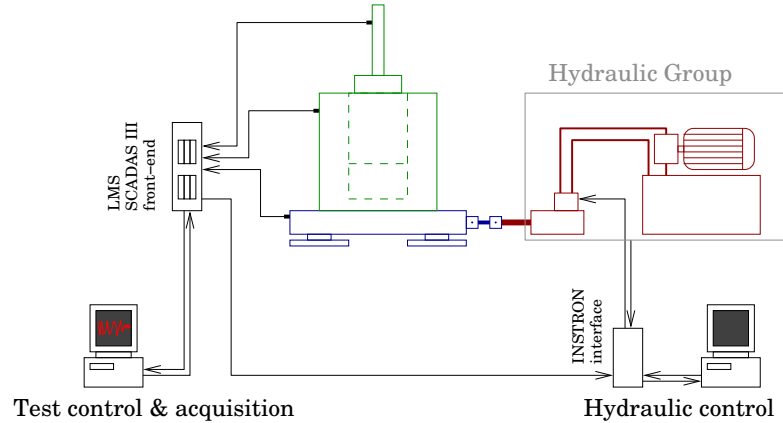 Hydraulic Group
LMS
SCADAS III
front−end
INSTRON
interface
Test control & acquisition
Hydraulic control